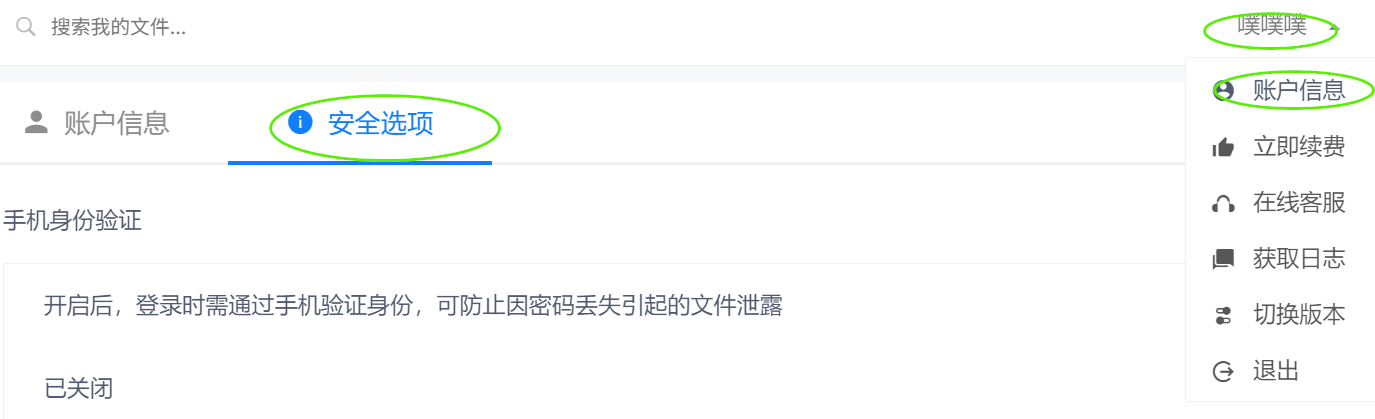 搜索我的文件...
噗噗噗
账户信息
安全选项
手机身份验证
开启后，登录时需通过手机验证身份，可防止因密码丢失引起的文件泄露
已关闭
账户信息
立即续费
在线客服
获取日志
切换版本
退出